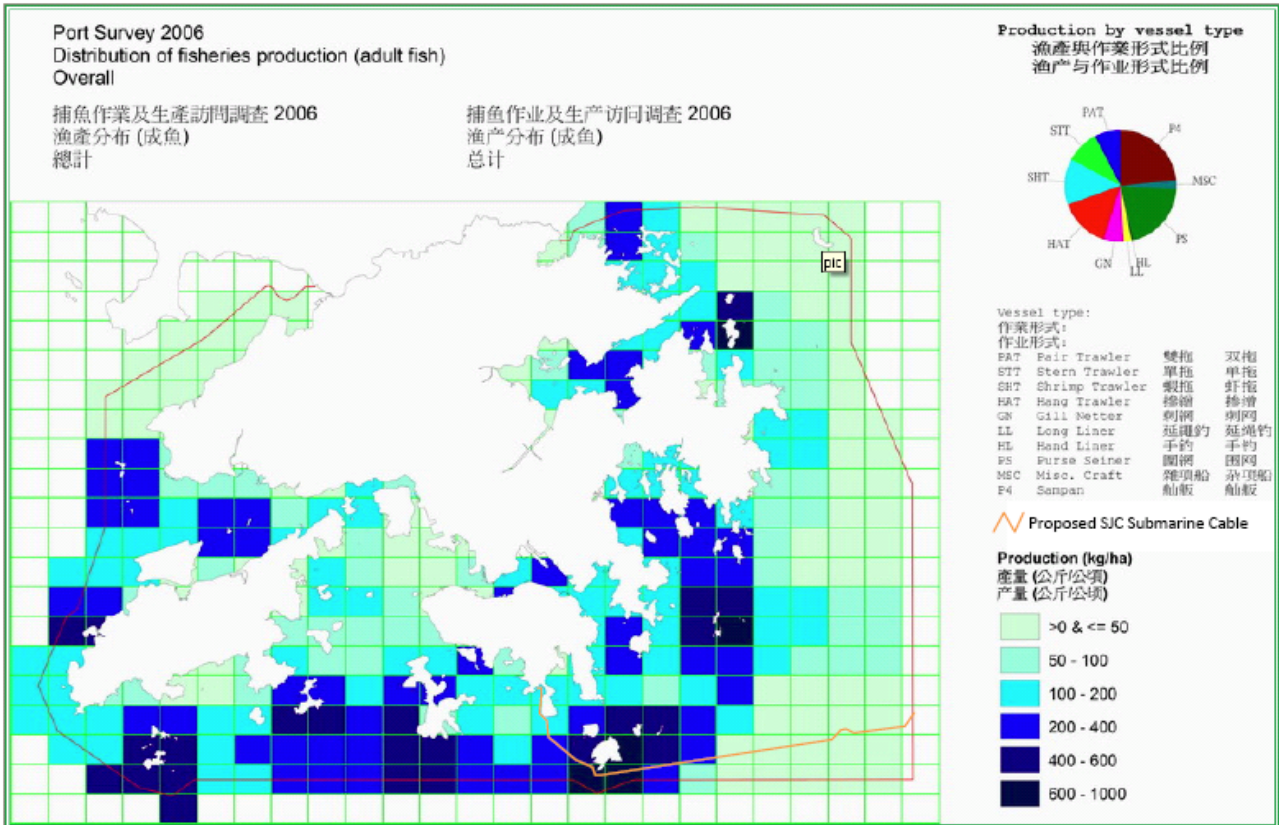 Port Survey 2006
Distribution of fisheries production (adult fish)
Overall
捕魚作業及生產訪問調查 2006
漁產分布 (成魚)
總計
捕鱼作业及生产访问调查 2006
渔产分布 (成鱼)
总计
Production by vessel type
漁產與作業形式比例
渔产与作业形式比例
PAT
P4
STT
SHT
MSC
HAT
PS
GN
HL
LL
pic
Vessel type:
作業形式:
作业形式:
PAT Pair Trawler 雙拖 双拖
STT Stern Trawler 單拖 单拖
SHT Shrimp Trawler 蝦拖 虾拖
HAT Hang Trawler 摻繒 掺缯
GN Gill Netter 刺網 刺网
LL Long Liner 延繩釣 延绳钓
HL Hand Liner 手釣 手钓
PS Purse Seiner 圍網 围网
MSC Misc. Craft 雜項船 杂项船
P4 Sampan 舢舨 舢舨
Proposed SJC Submarine Cable
Production (kg/ha)
產量 (公斤/公頃)
产量 (公斤/公顷)
>0 & <= 50
50 - 100
100 - 200
200 - 400
400 - 600
600 - 1000